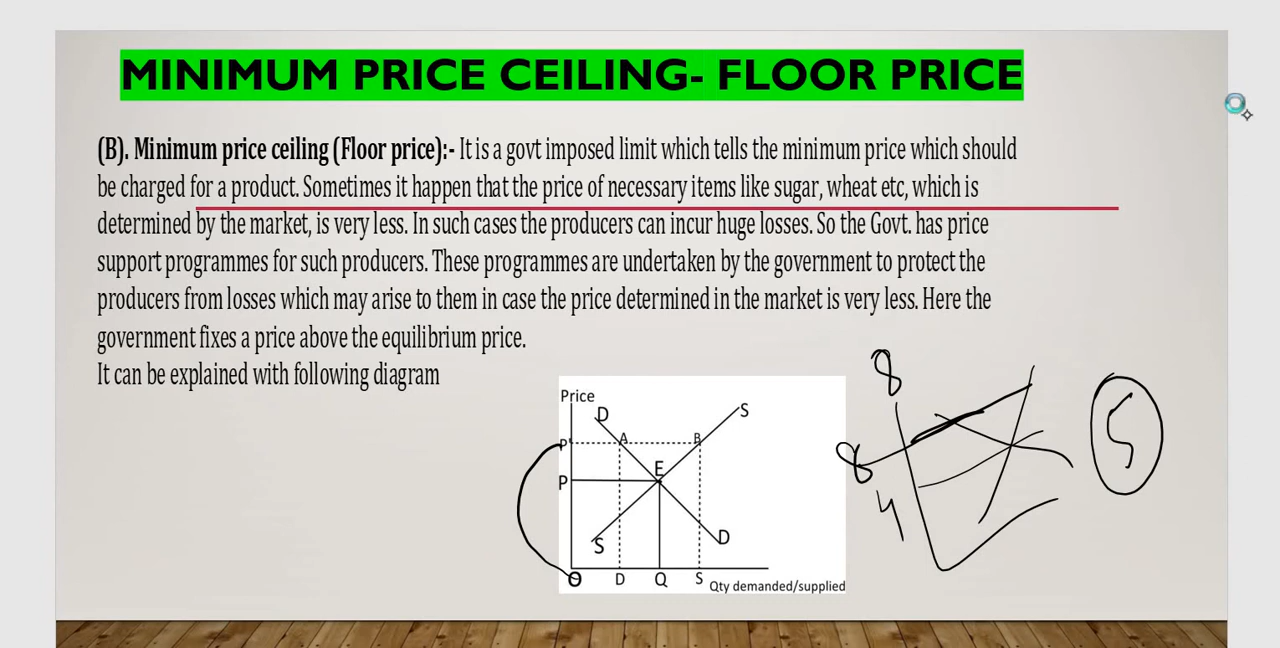 MINIMUM PRICE CEILING- FLOOR PRICE
(B). Minimum price ceiling (Floor price):- It is a govt imposed limit which tells the minimum price which should
be charged for a product. Sometimes it happen that the price of necessary items like sugar, wheat etc, which is
determined by the market, is very less. In such cases the producers can incur huge losses. So the Govt. has price
support programmes for such producers. These programmes are undertaken by the government to protect the
producers from losses which may arise to them in case the price determined in the market is very less. Here the
government fixes a price above the equilibrium price.
It can be explained with following diagram
Price
D
S
P'
A
B
P
E
S
D
O
D
Q
S
Qty demanded/supplied
8
8
4
5